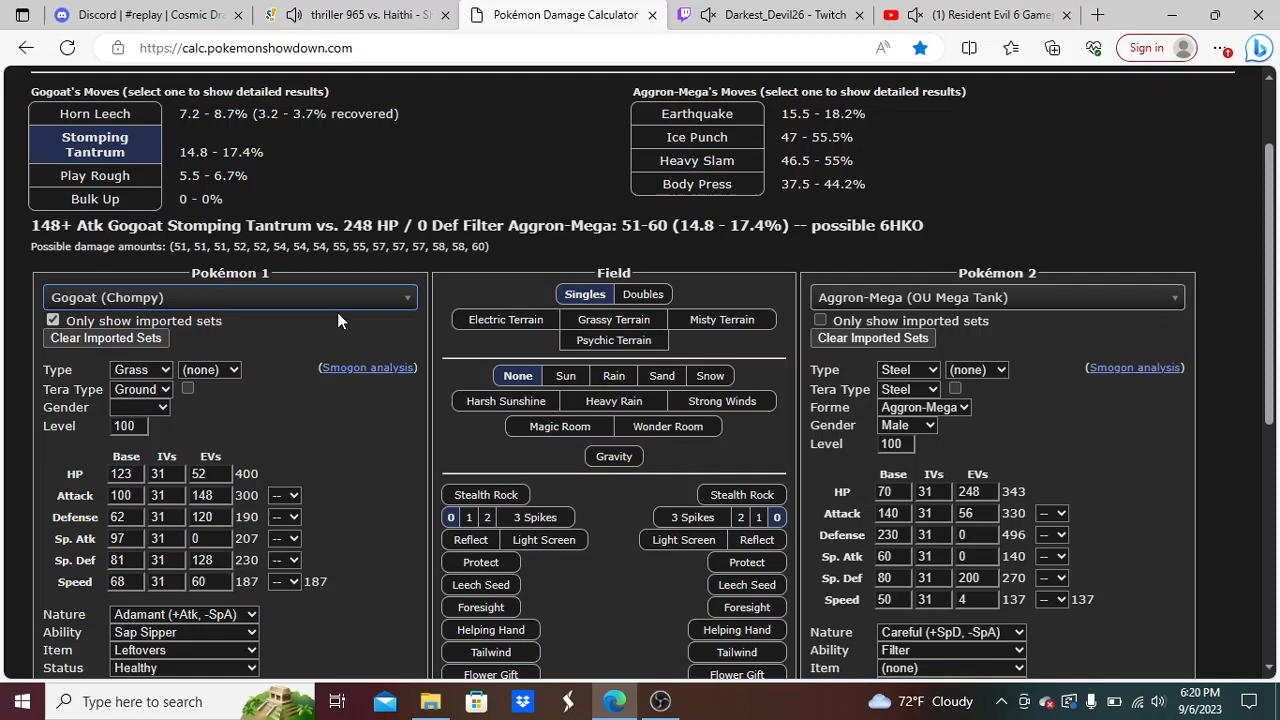 Discord | #replay | Cosmic Dra
thriller 965 vs. Haithi - Sh
Pokémon Damage Calculator
Darkest_Devil26 - Twitch
(1) Resident Evil 6 Game
https://calc.pokemonshowdown.com
Sign in
Gogoat's Moves (select one to show detailed results)
Aggron-Mega's Moves (select one to show detailed results)
Horn Leech 7.2 - 8.7% (3.2 - 3.7% recovered)
Earthquake 15.5 - 18.2%
Stomping Tantrum 14.8 - 17.4%
Ice Punch 47 - 55.5%
Heavy Slam 46.5 - 55%
Play Rough 5.5 - 6.7%
Body Press 37.5 - 44.2%
Bulk Up 0 - 0%
148+ Atk Gogoat Stomping Tantrum vs. 248 HP / 0 Def Filter Aggron-Mega: 51-60 (14.8 - 17.4%) -- possible 6HKO
Possible damage amounts: (51, 51, 51, 52, 52, 54, 54, 54, 55, 55, 57, 57, 57, 58, 58, 60)
Pokémon 1
Gogoat (Chompy)
Only show imported sets
Clear Imported Sets
Type Grass (none) (Smogon analysis)
Tera Type Ground
Gender
Level 100
Base IVs EVs
HP 123 31 52 400
Attack 100 31 148 300 --
Defense 62 31 120 190 --
Sp. Atk 97 31 0 207 --
Sp. Def 81 31 128 230 --
Speed 68 31 60 187 -- 187
Nature Adamant (+Atk, -SpA)
Ability Sap Sipper
Item Leftovers
Status Healthy
Field
Singles Doubles
Electric Terrain Grassy Terrain Misty Terrain
Psychic Terrain
None Sun Rain Sand Snow
Harsh Sunshine Heavy Rain Strong Winds
Magic Room Wonder Room
Gravity
Stealth Rock Stealth Rock
0 1 2 3 Spikes 3 Spikes 2 1 0
Reflect Light Screen Light Screen Reflect
Protect Protect
Leech Seed Leech Seed
Foresight Foresight
Helping Hand Helping Hand
Tailwind Tailwind
Flower Gift Flower Gift
Pokémon 2
Aggron-Mega (OU Mega Tank)
Only show imported sets
Clear Imported Sets
Type Steel (none) (Smogon analysis)
Tera Type Steel
Forme Aggron-Mega
Gender Male
Level 100
Base IVs EVs
HP 70 31 248 343
Attack 140 31 56 330 --
Defense 230 31 0 496 --
Sp. Atk 60 31 0 140 --
Sp. Def 80 31 200 270 --
Speed 50 31 4 137 -- 137
Nature Careful (+SpD, -SpA)
Ability Filter
Item (none)
Type here to search
72°F Cloudy
6:20 PM
9/6/2023